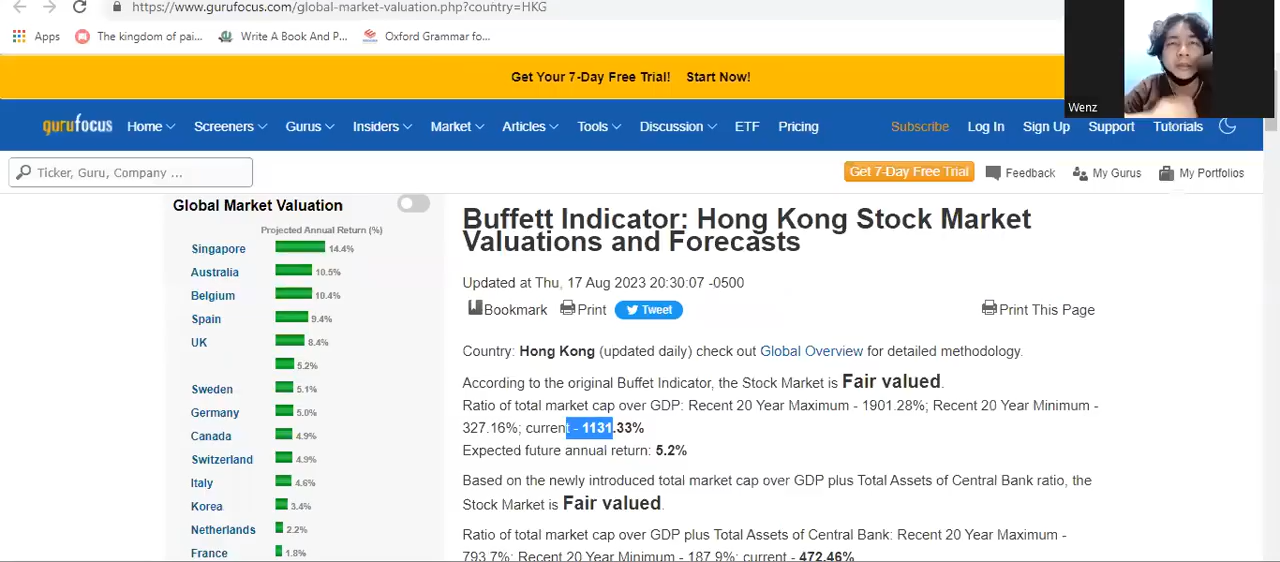 https://www.gurufocus.com/global-market-valuation.php?country=HKG
Apps The kingdom of pai... Write A Book And P... Oxford Grammar fo...
Wenz
Get Your 7-Day Free Trial! Start Now!
gurufocus Home Screeners Gurus Insiders Market Articles Tools Discussion ETF Pricing Subscribe Log In Sign Up Support Tutorials
Ticker, Guru, Company ... Get 7-Day Free Trial Feedback My Gurus My Portfolios
Global Market Valuation
Projected Annual Return (%)
Singapore 14.4%
Australia 10.5%
Belgium 10.4%
Spain 9.4%
UK 8.4%
5.2%
Sweden 5.1%
Germany 5.0%
Canada 4.9%
Switzerland 4.9%
Italy 4.6%
Korea 3.4%
Netherlands 2.2%
France 1.8%
Buffett Indicator: Hong Kong Stock Market
Valuations and Forecasts
Updated at Thu, 17 Aug 2023 20:30:07 -0500
Bookmark Print Tweet Print This Page
Country: Hong Kong (updated daily) check out Global Overview for detailed methodology.
According to the original Buffet Indicator, the Stock Market is Fair valued.
Ratio of total market cap over GDP: Recent 20 Year Maximum - 1901.28%; Recent 20 Year Minimum -
327.16%; current - 1131.33%
Expected future annual return: 5.2%
Based on the newly introduced total market cap over GDP plus Total Assets of Central Bank ratio, the
Stock Market is Fair valued.
Ratio of total market cap over GDP plus Total Assets of Central Bank: Recent 20 Year Maximum -
793.7%; Recent 20 Year Minimum - 187.9%; current - 472.46%